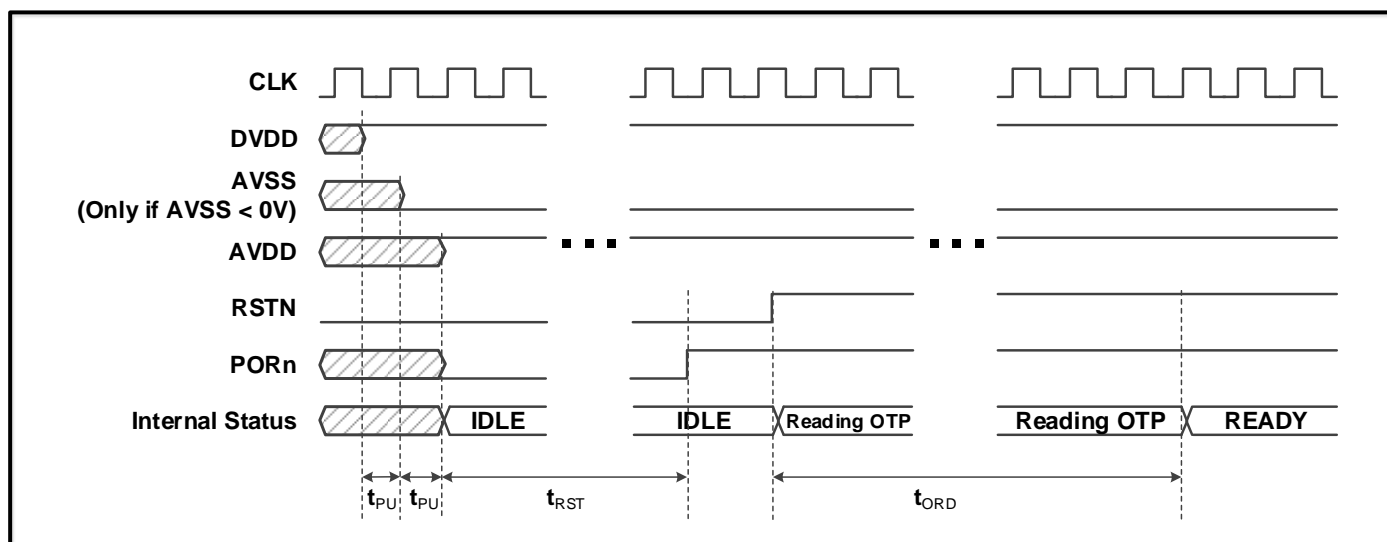 CLK
DVDD
AVSS
(Only if AVSS < 0V)
AVDD
RSTN
PORn
Internal Status
IDLE
IDLE
Reading OTP
Reading OTP
READY
tPU
tPU
tRST
tORD